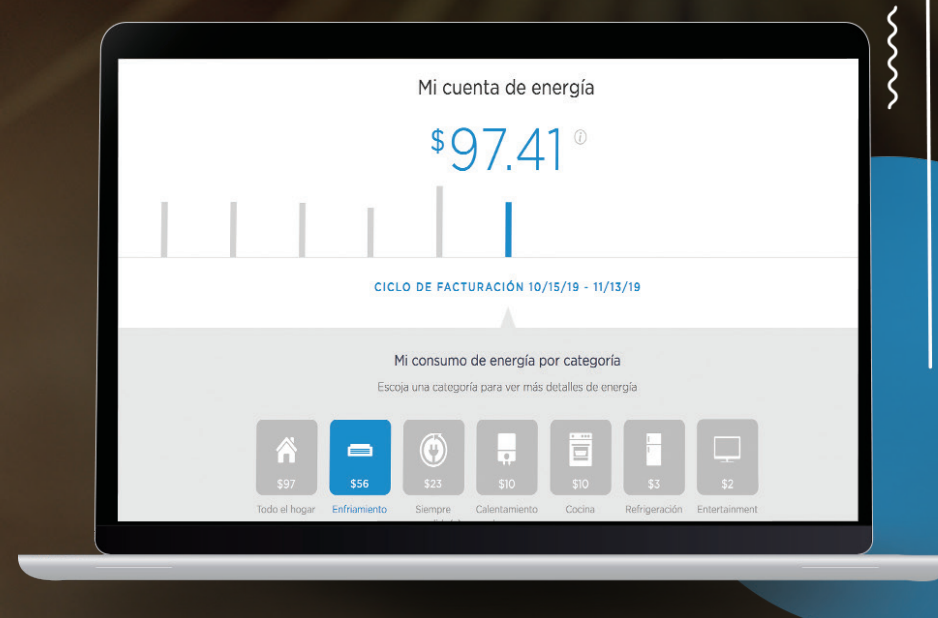 Mi cuenta de energía
$97.41
CICLO DE FACTURACIÓN 10/15/19 - 11/13/19
Mi consumo de energía por categoría
Escoja una categoría para ver más detalles de energía
$97 $56 $23 $10 $10 $3 $2
Todo el hogar Enfriamiento Siempre Calentamiento Cocina Refrigeración Entertainment